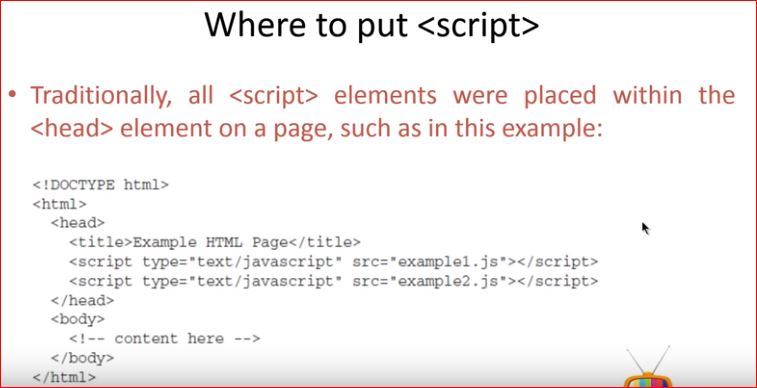 Where to put <script>
• Traditionally, all <script> elements were placed within the
<head> element on a page, such as in this example:
<!DOCTYPE html>
<html>
<head>
<title>Example HTML Page</title>
<script type="text/javascript" src="example1.js"></script>
<script type="text/javascript" src="example2.js"></script>
</head>
<body>
<!-- content here -->
</body>
</html>